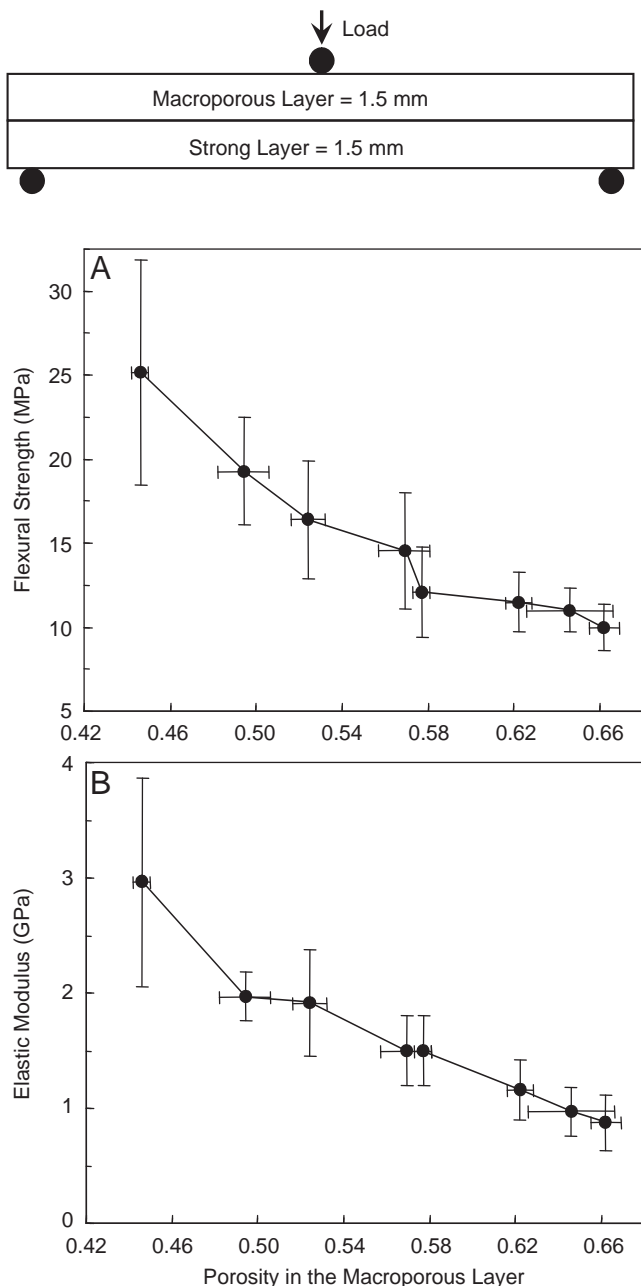 Load
Macroporous Layer = 1.5 mm
Strong Layer = 1.5 mm
A
30
25
20
15
10
5
Flexural Strength (MPa)
0.42 0.46 0.50 0.54 0.58 0.62 0.66
B
4
3
2
1
0
Elastic Modulus (GPa)
0.42 0.46 0.50 0.54 0.58 0.62 0.66
Porosity in the Macroporous Layer